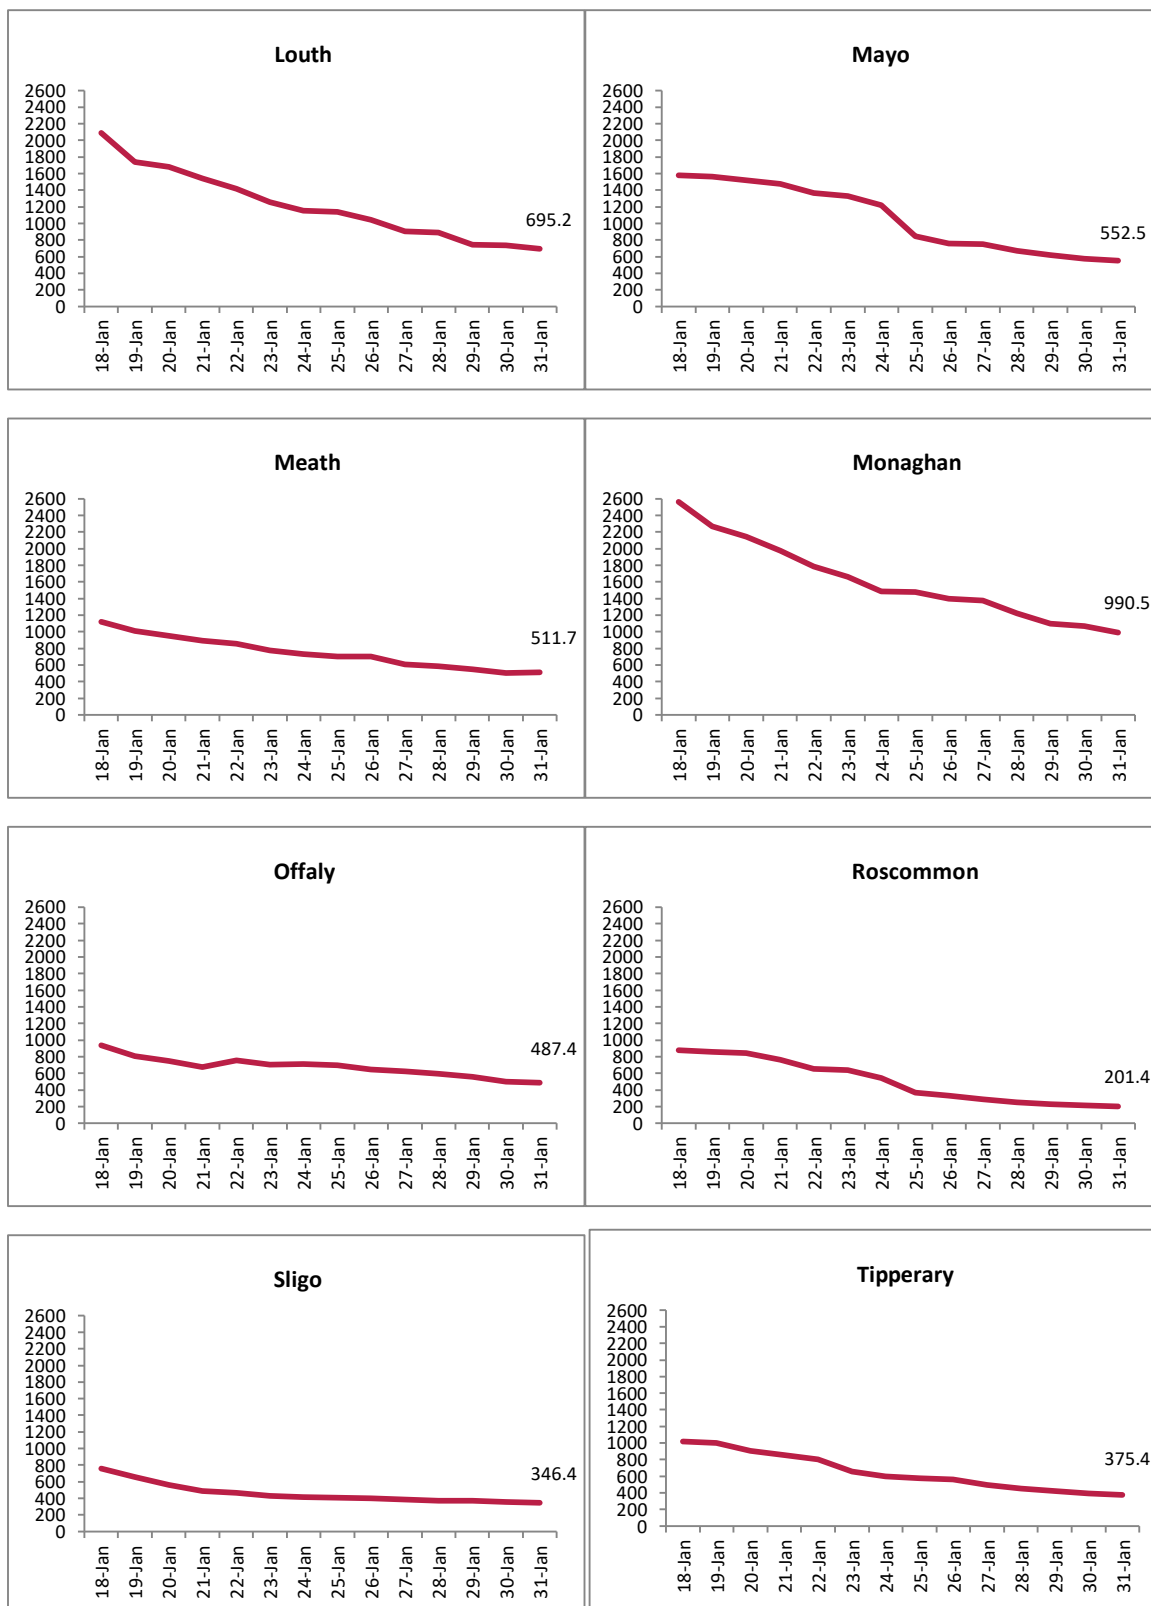 Louth
2600
2400
2200
2000
1800
1600
1400
1200
1000
800
600
400
200
0
695.2
18-Jan
19-Jan
20-Jan
21-Jan
22-Jan
23-Jan
24-Jan
25-Jan
26-Jan
27-Jan
28-Jan
29-Jan
30-Jan
31-Jan
Mayo
2600
2400
2200
2000
1800
1600
1400
1200
1000
800
600
400
200
0
552.5
18-Jan
19-Jan
20-Jan
21-Jan
22-Jan
23-Jan
24-Jan
25-Jan
26-Jan
27-Jan
28-Jan
29-Jan
30-Jan
31-Jan
Meath
2600
2400
2200
2000
1800
1600
1400
1200
1000
800
600
400
200
0
511.7
18-Jan
19-Jan
20-Jan
21-Jan
22-Jan
23-Jan
24-Jan
25-Jan
26-Jan
27-Jan
28-Jan
29-Jan
30-Jan
31-Jan
Monaghan
2600
2400
2200
2000
1800
1600
1400
1200
1000
800
600
400
200
0
990.5
18-Jan
19-Jan
20-Jan
21-Jan
22-Jan
23-Jan
24-Jan
25-Jan
26-Jan
27-Jan
28-Jan
29-Jan
30-Jan
31-Jan
Offaly
2600
2400
2200
2000
1800
1600
1400
1200
1000
800
600
400
200
0
487.4
18-Jan
19-Jan
20-Jan
21-Jan
22-Jan
23-Jan
24-Jan
25-Jan
26-Jan
27-Jan
28-Jan
29-Jan
30-Jan
31-Jan
Roscommon
2600
2400
2200
2000
1800
1600
1400
1200
1000
800
600
400
200
0
201.4
18-Jan
19-Jan
20-Jan
21-Jan
22-Jan
23-Jan
24-Jan
25-Jan
26-Jan
27-Jan
28-Jan
29-Jan
30-Jan
31-Jan
Sligo
2600
2400
2200
2000
1800
1600
1400
1200
1000
800
600
400
200
0
346.4
18-Jan
19-Jan
20-Jan
21-Jan
22-Jan
23-Jan
24-Jan
25-Jan
26-Jan
27-Jan
28-Jan
29-Jan
30-Jan
31-Jan
Tipperary
2600
2400
2200
2000
1800
1600
1400
1200
1000
800
600
400
200
0
375.4
18-Jan
19-Jan
20-Jan
21-Jan
22-Jan
23-Jan
24-Jan
25-Jan
26-Jan
27-Jan
28-Jan
29-Jan
30-Jan
31-Jan